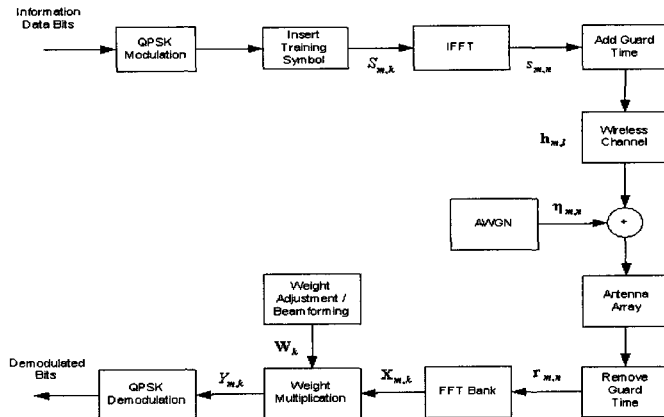 Information
Data Bits
QPSK
Modulation
Insert
Training
Symbol
S_{m,k}
IFFT
s_{m,n}
Add Guard
Time
Wireless
Channel
h_{m,l}
AWGN
η_{m,n}
+
Antenna
Array
Weight
Adjustment /
Beamforming
W_k
Demodulated
Bits
QPSK
Demodulation
Y_{m,k}
Weight
Multiplication
X_{m,k}
FFT Bank
r_{m,n}
Remove
Guard
Time